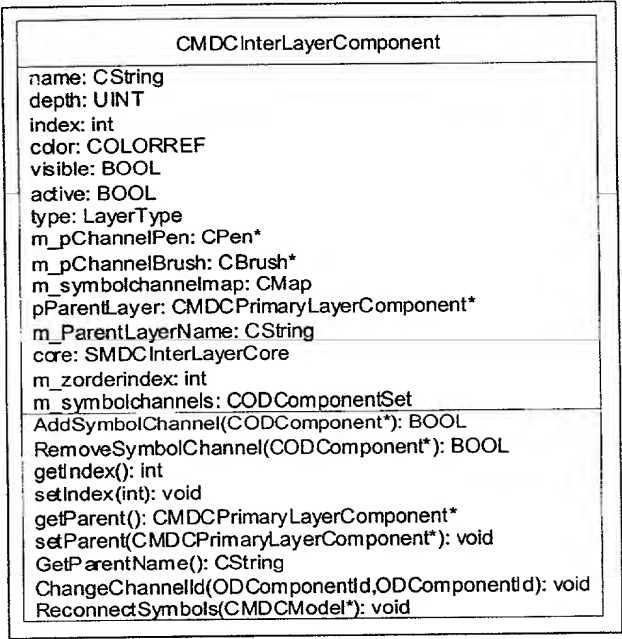 CMDCInterLayerComponent
name: CString
depth: UINT
index: int
color: COLORREF
visible: BOOL
active: BOOL
type: LayerType
m_pChannelPen: CPen*
m_pChannelBrush: CBrush*
m_symbolchannelmap: CMap
pParentLayer: CMDCPrimaryLayerComponent*
m_ParentLayerName: CString
core: SMDCInterLayerCore
m_zorderindex: int
m_symbolchannels: CODComponentSet
AddSymbolChannel(CODComponent*): BOOL
RemoveSymbolChannel(CODComponent*): BOOL
getIndex(): int
setIndex(int): void
getParent(): CMDCPrimaryLayerComponent*
setParent(CMDCPrimaryLayerComponent*): void
GetParentName(): CString
ChangeChannelId(ODComponentId,ODComponentId): void
ReconnectSymbols(CMDCModel*): void